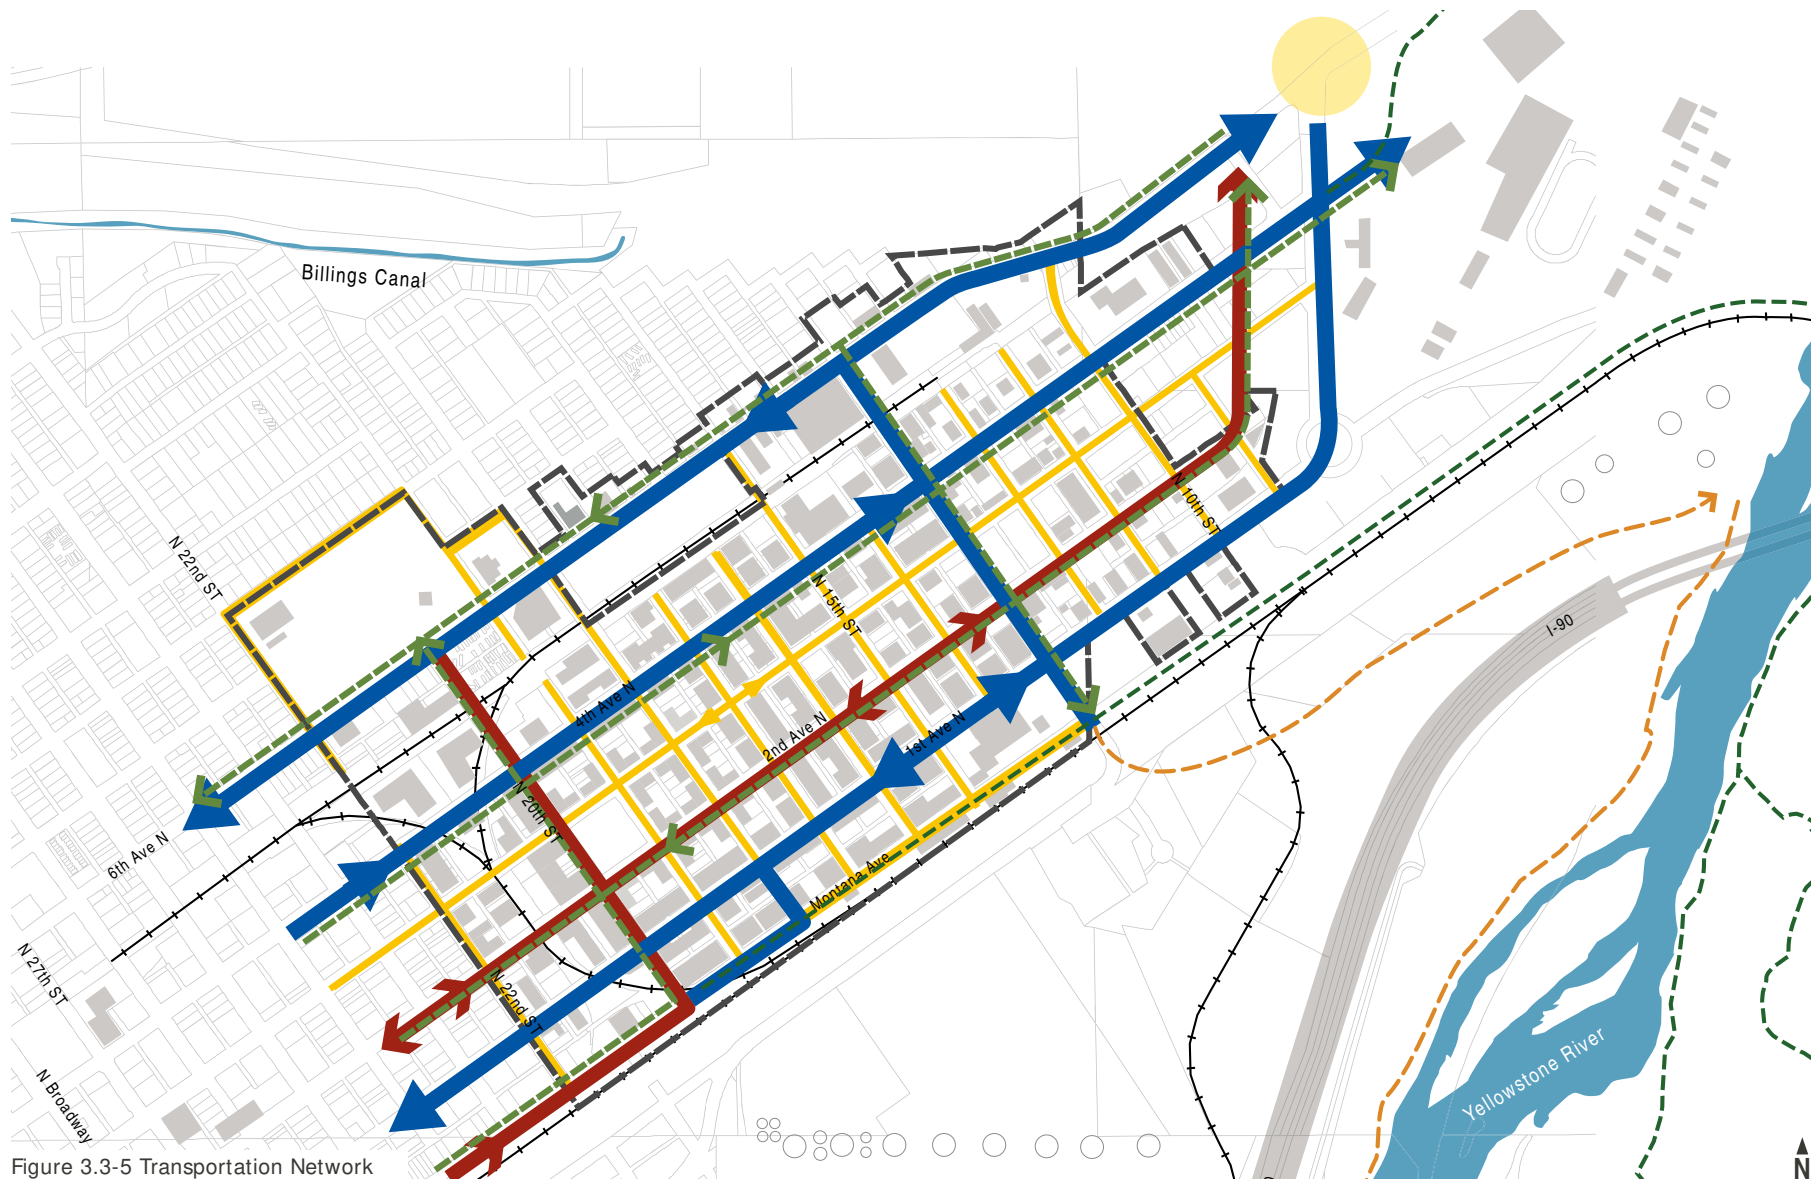 Billings Canal
N 22nd ST
N 10th ST
N 15th ST
I-90
4th Ave N
2nd Ave N
1st Ave N
N 20th ST
6th Ave N
Montana Ave
N 27th ST
N 22nd ST
Yellowstone River
N Broadway
Figure 3.3-5 Transportation Network
N